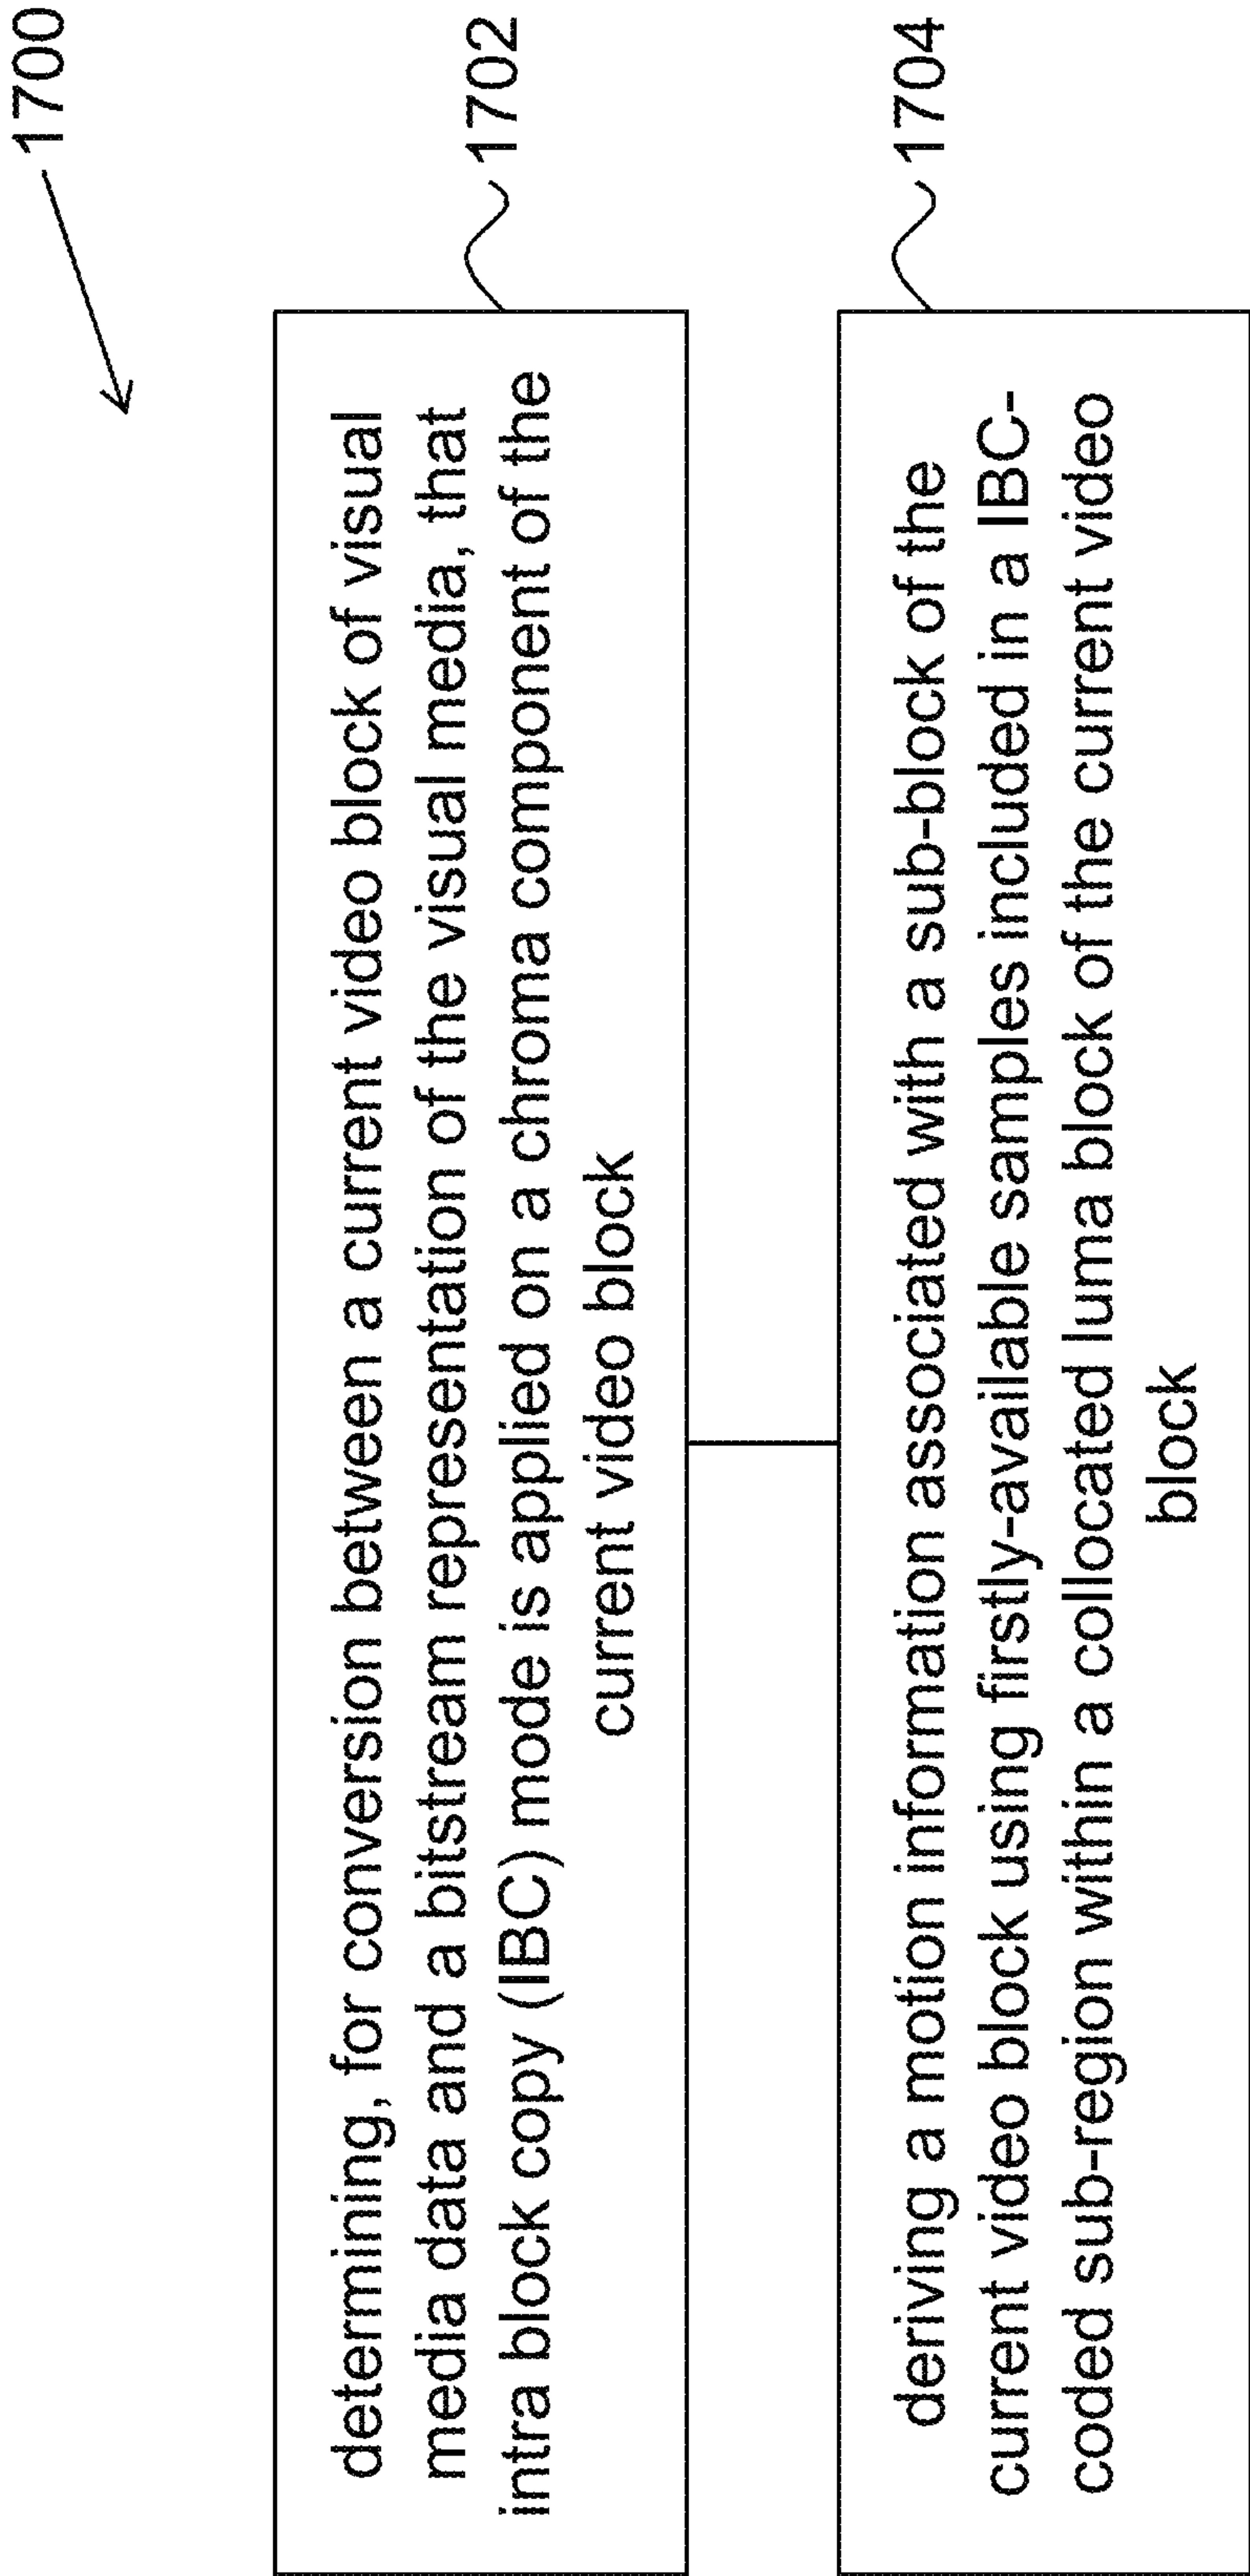 1700
determining, for conversion between a current video block of visual
media data and a bitstream representation of the visual media, that
intra block copy (IBC) mode is applied on a chroma component of the
current video block
1702
deriving a motion information associated with a sub-block of the
current video block using firstly-available samples included in a IBC-
coded sub-region within a collocated luma block of the current video
block
1704